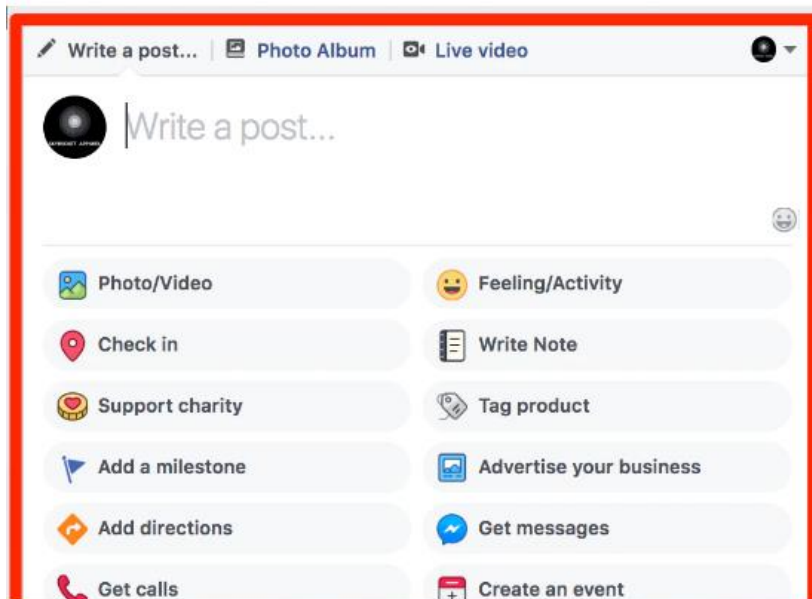 Write a post... Photo Album Live video
Write a post...
Photo/Video Feeling/Activity
Check in Write Note
Support charity Tag product
Add a milestone Advertise your business
Add directions Get messages
Get calls Create an event